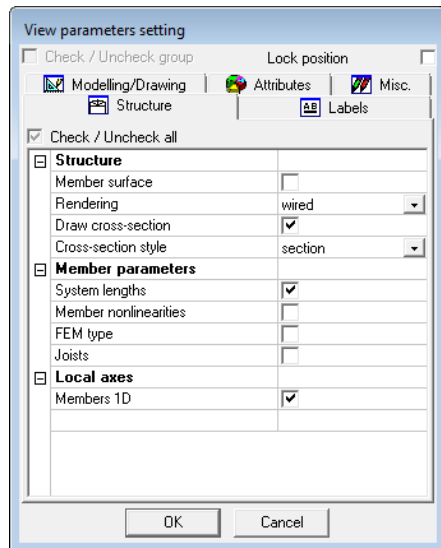 View parameters setting
Check / Uncheck group Lock position
Modelling/Drawing Attributes Misc.
Structure AB Labels
Check / Uncheck all
Structure
Member surface
Rendering wired
Draw cross-section
Cross-section style section
Member parameters
System lengths
Member nonlinearities
FEM type
Joists
Local axes
Members 1D
OK Cancel